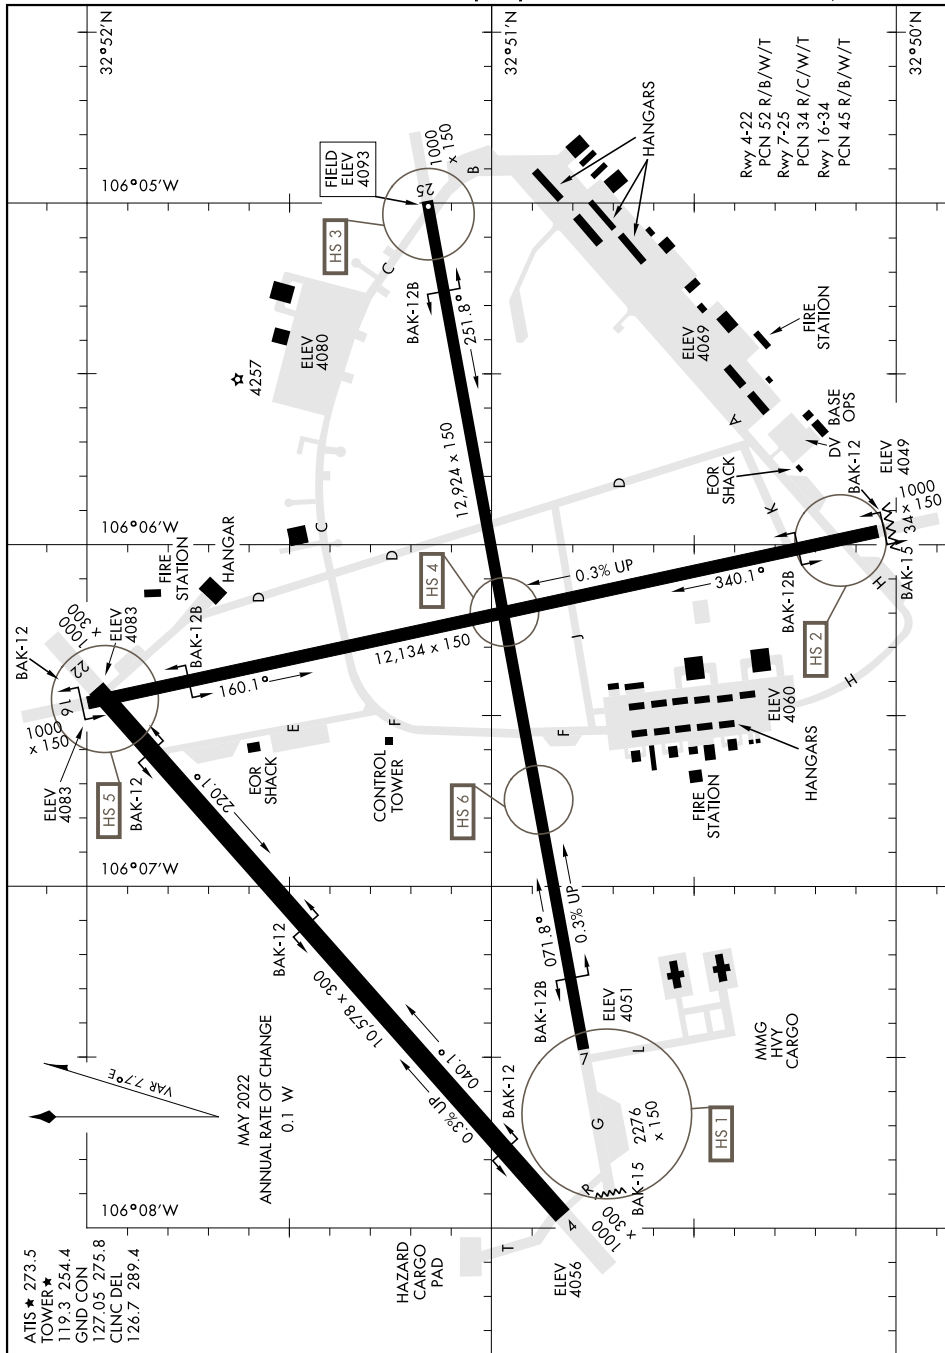 ATIS ★ 273.5
TOWER ★
119.3 254.4
GND CON
127.05 275.8
CLNC DEL
126.7 289.4
VAR 7.7°E
MAY 2022
ANNUAL RATE OF CHANGE
0.1 W
32°52'N
32°51'N
32°50'N
106°05'W
106°06'W
106°07'W
106°08'W
FIELD
ELEV
4093
HS 3
25
1000
x 150
B
C
BAK-12B
251.8°
12,924 x 150
4257
ELEV
4080
HANGARS
Rwy 4-22
PCN 52 R/B/W/T
Rwy 7-25
PCN 34 R/C/W/T
Rwy 16-34
PCN 45 R/B/W/T
ELEV
4069
FIRE
STATION
A
BASE
OPS
DV
EOR
SHACK
BAK-12
ELEV
4049
1000
x 150
34
BAK-15
K
H
HS 2
BAK-12B
H
D
D
D
C
HS 4
0.3% UP
340.1°
J
12,134 x 150
160.1°
BAK-12B
FIRE
STATION
HANGAR
ELEV
4083
1000
x 300
22
BAK-12
16
1000
x 150
ELEV
4083
HS 5
BAK-12
220.1°
EOR
SHACK
E
F
CONTROL
TOWER
F
HS 6
ELEV
4060
HANGARS
FIRE
STATION
BAK-12
10,578 x 300
040.1°
0.3% UP
BAK-12
071.8°
0.3% UP
BAK-12B
7
ELEV
4051
L
MMG
HVY
CARGO
G
2276
x 150
HS 1
R
BAK-15
4
1000
x 300
ELEV
4056
T
HAZARD
CARGO
PAD